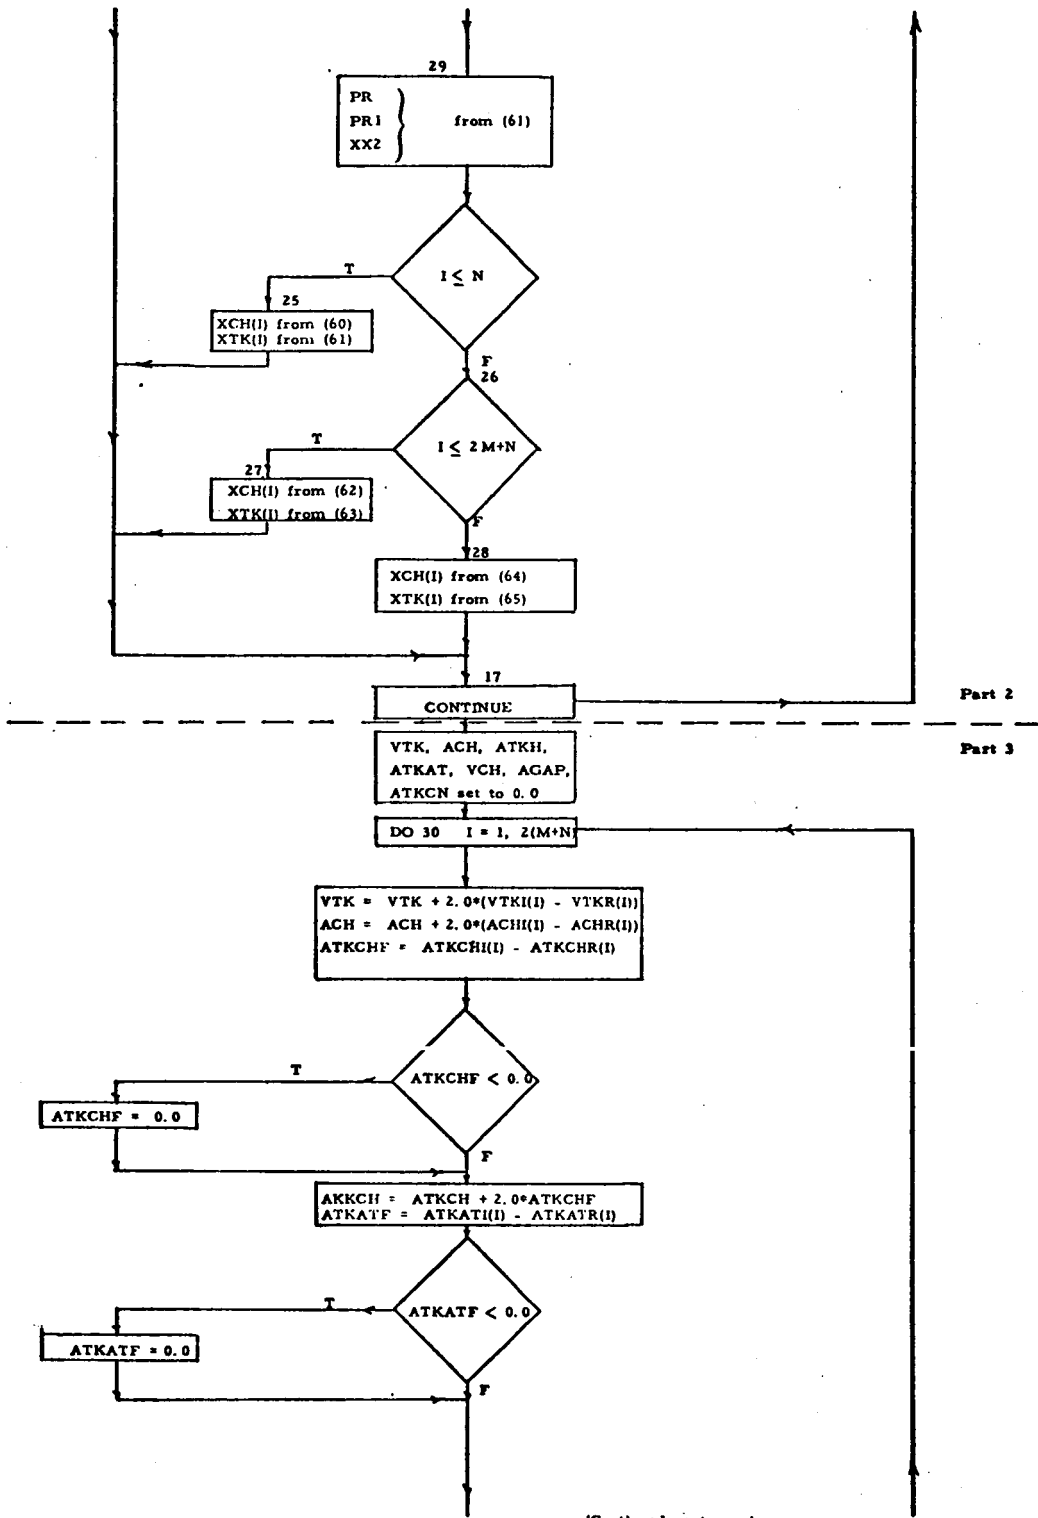 29
PR
PR1
XX2
from (61)
I ≤ N
T
25
XCH(I) from (60)
XTK(I) from (61)
F
26
I ≤ 2M+N
T
27
XCH(I) from (62)
XTK(I) from (63)
F
28
XCH(I) from (64)
XTK(I) from (65)
17
CONTINUE
Part 2
Part 3
VTK, ACH, ATKH,
ATKAT, VCH, AGAP,
ATKCN set to 0.0
DO 30 I = 1, 2(M+N)
VTK = VTK + 2.0*(VTKI(I) - VTKR(I))
ACH = ACH + 2.0*(ACHI(I) - ACHR(I))
ATKCHF = ATKCHI(I) - ATKCHR(I)
ATKCHF < 0.0
T
ATKCHF = 0.0
F
AKKCH = ATKCH + 2.0*ATKCHF
ATKATF = ATKATI(I) - ATKATR(I)
ATKATF < 0.0
T
ATKATF = 0.0
F